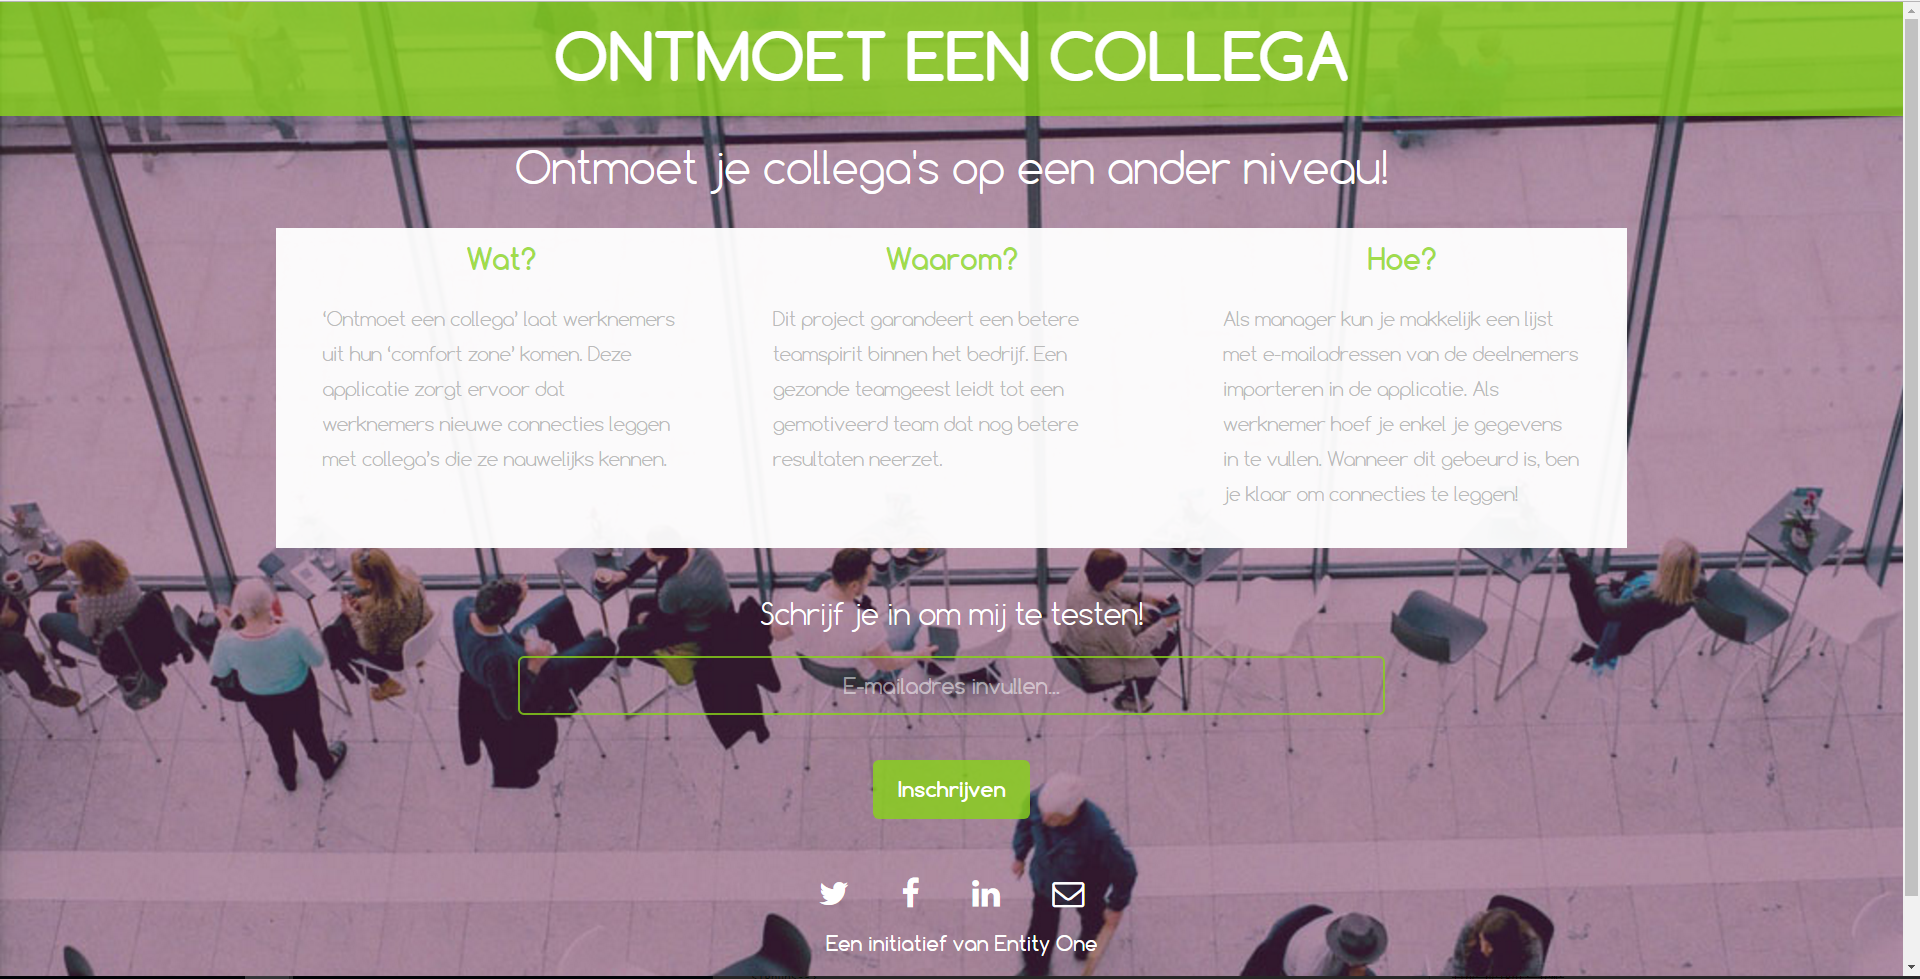 ONTMOET EEN COLLEGA
Ontmoet je collega's op een ander niveau!
Wat?
‘Ontmoet een collega’ laat werknemers
uit hun ‘comfort zone’ komen. Deze
applicatie zorgt ervoor dat
werknemers nieuwe connecties leggen
met collega’s die ze nauwelijks kennen.
Waarom?
Dit project garandeert een betere
teamspirit binnen het bedrijf. Een
gezonde teamgeest leidt tot een
gemotiveerd team dat nog betere
resultaten neerzet.
Hoe?
Als manager kun je makkelijk een lijst
met e-mailadressen van de deelnemers
importeren in de applicatie. Als
werknemer hoef je enkel je gegevens
in te vullen. Wanneer dit gebeurd is, ben
je klaar om connecties te leggen!
Schrijf je in om mij te testen!
E-mailadres invullen...
Inschrijven
Een initiatief van Entity One